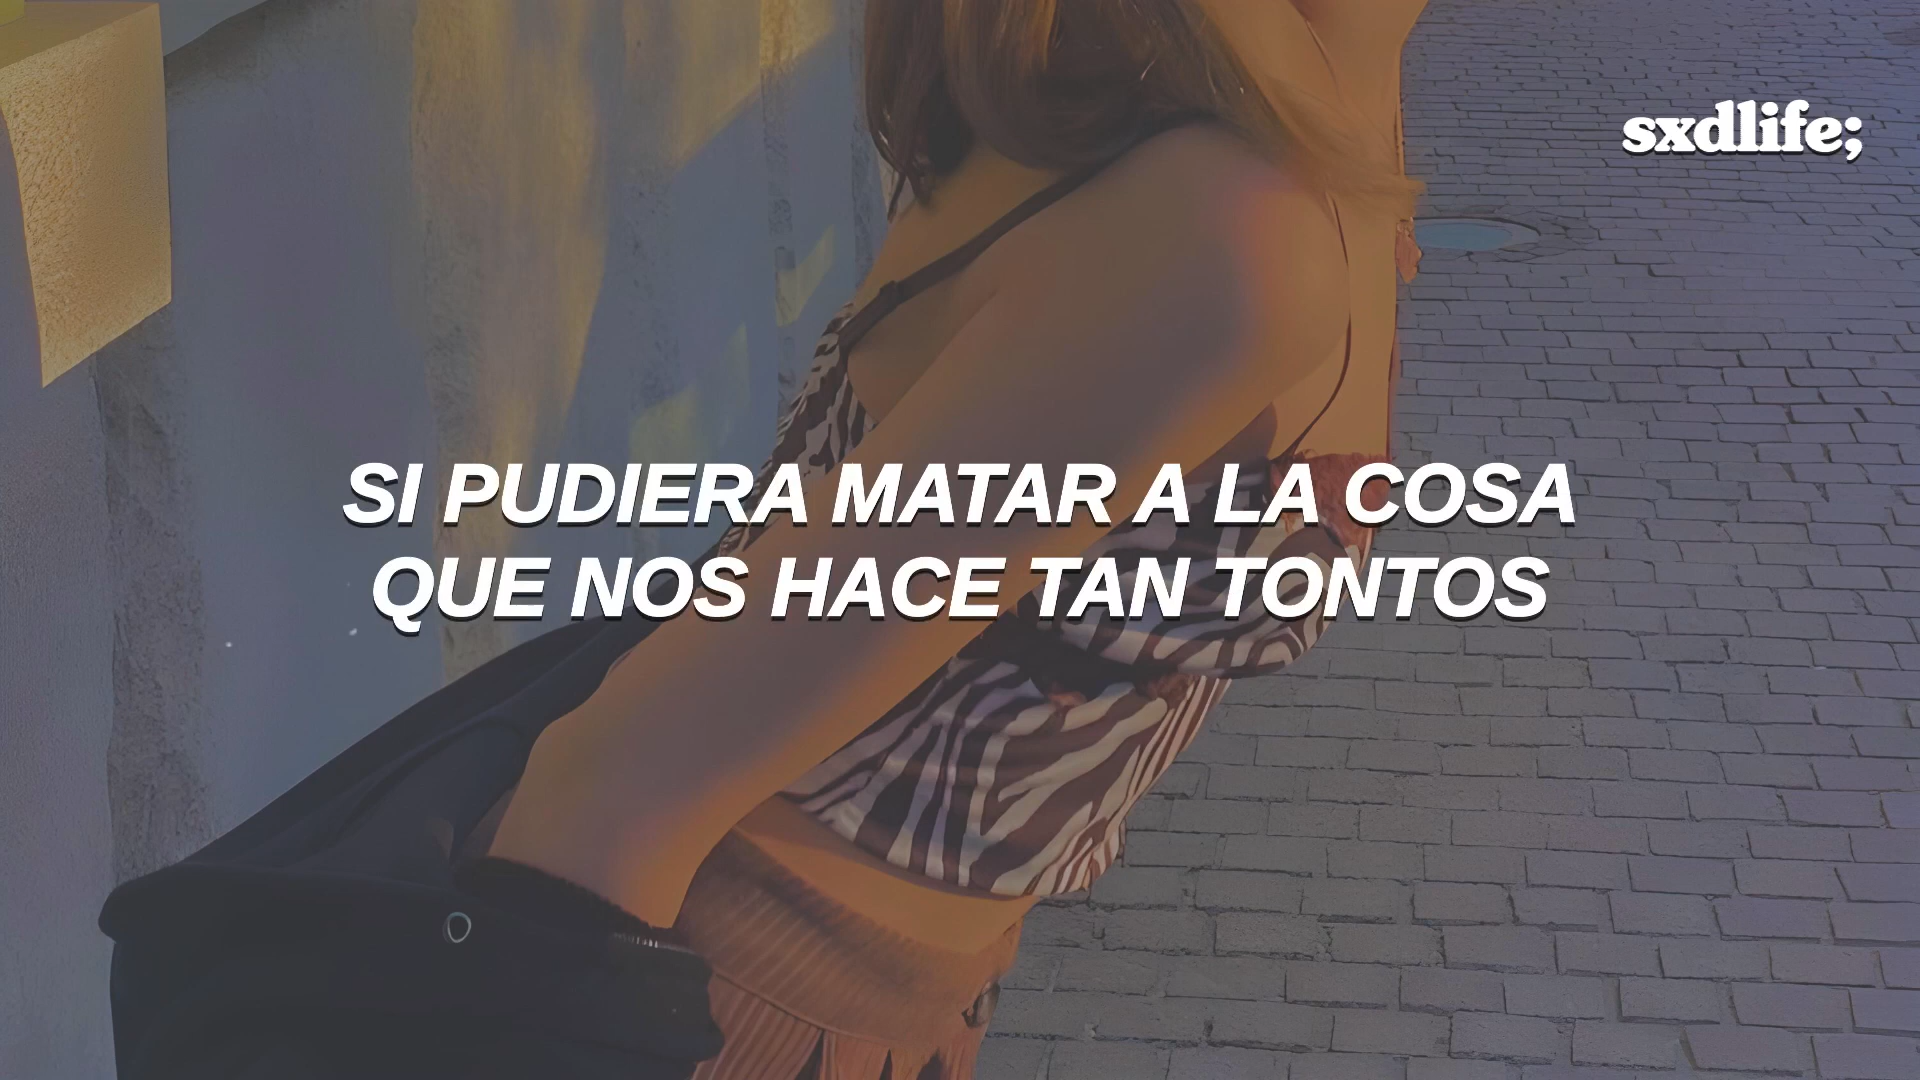 sxdlife;
SI PUDIERA MATAR A LA COSA
QUE NOS HACE TAN TONTOS